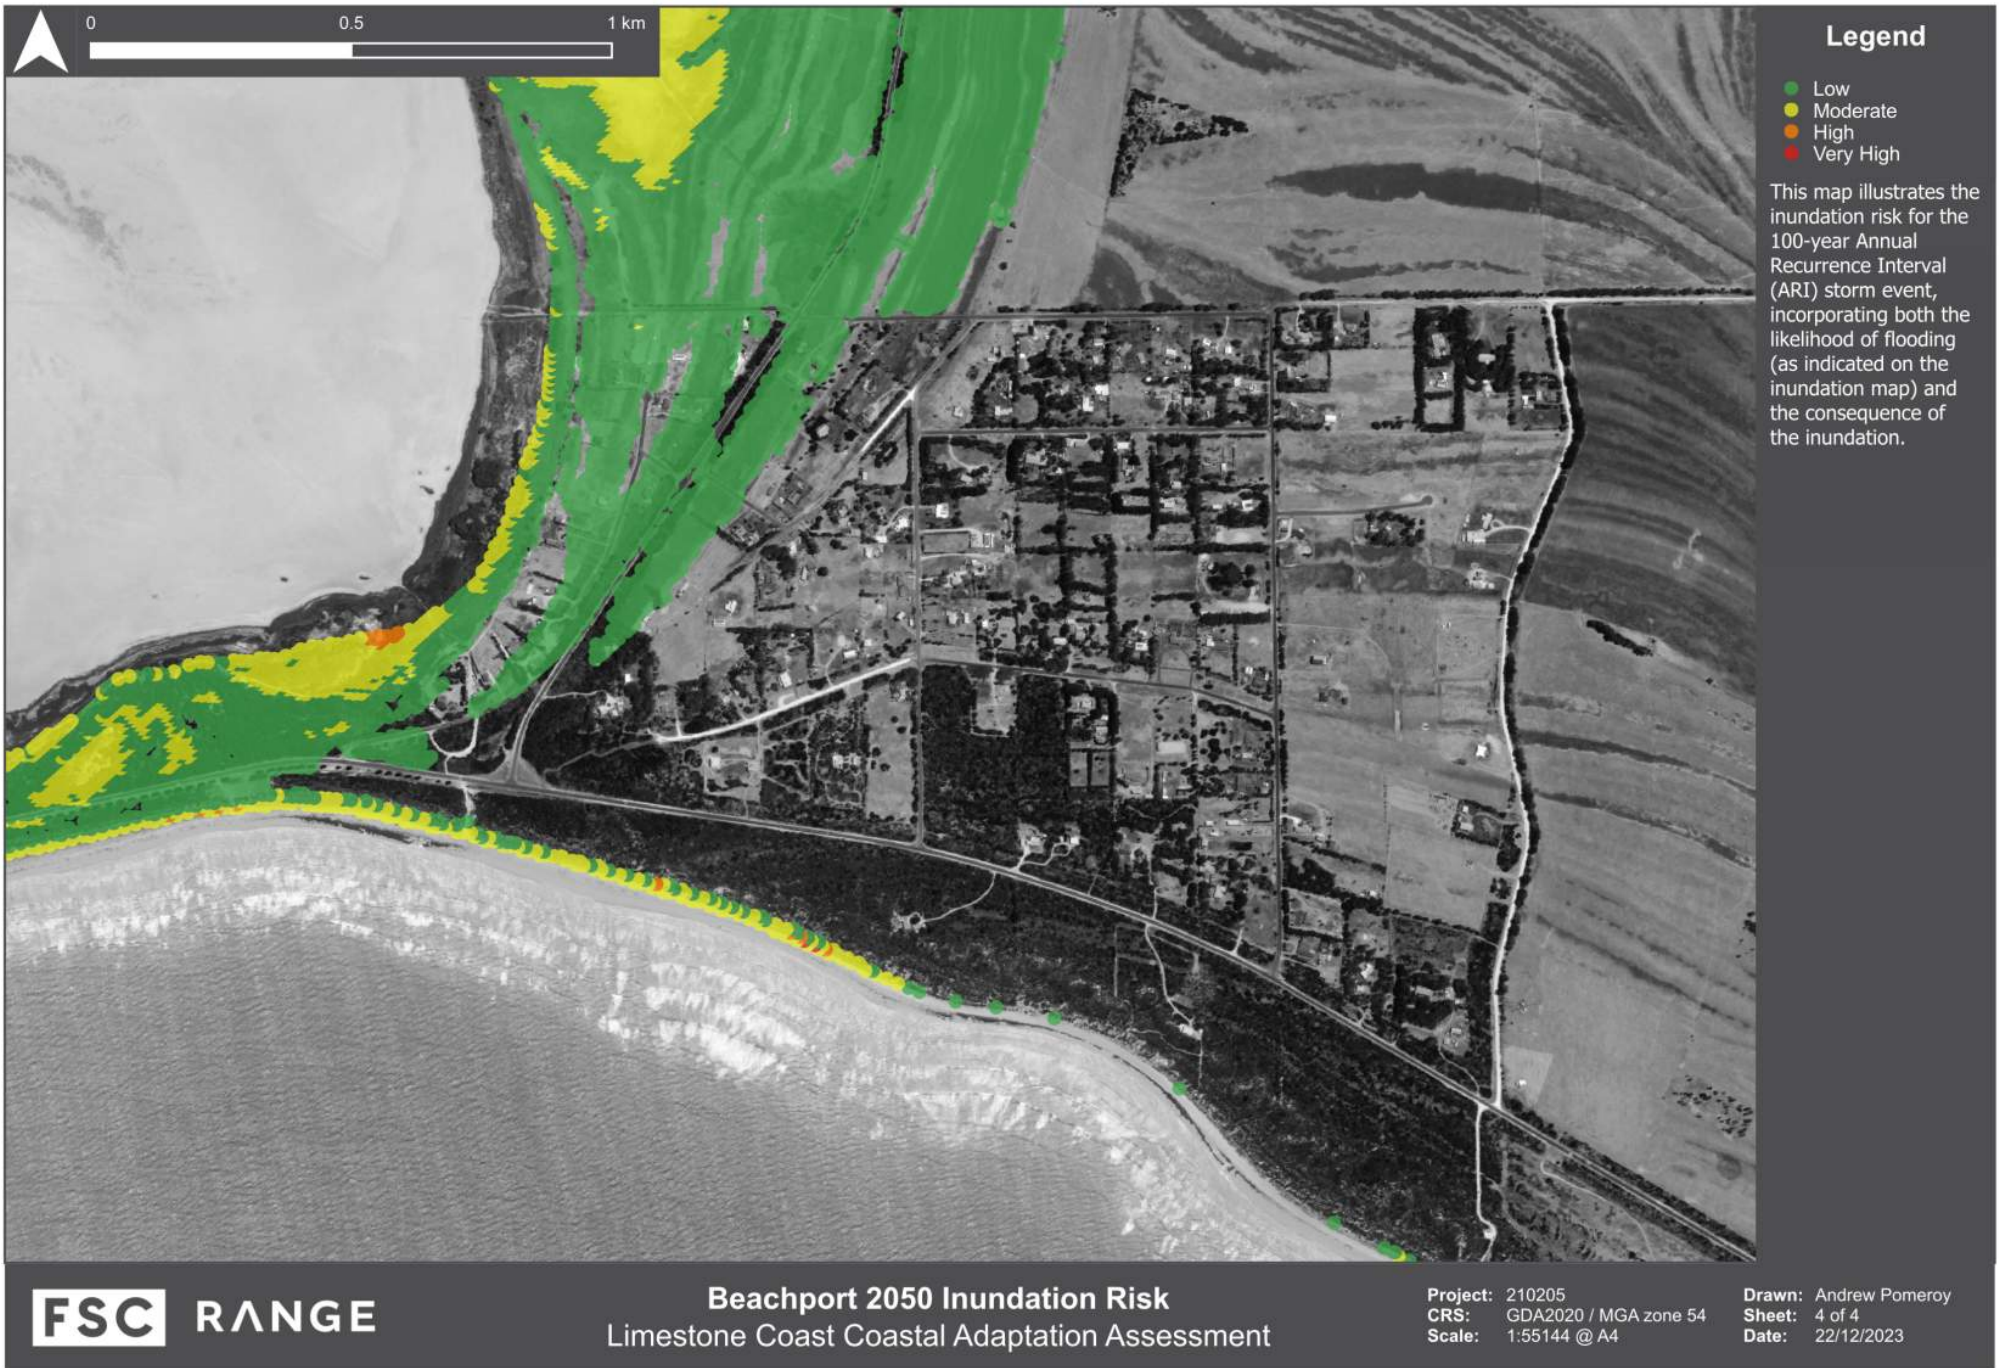 0 0.5 1 km
Legend
Low
Moderate
High
Very High
This map illustrates the
inundation risk for the
100-year Annual
Recurrence Interval
(ARI) storm event,
incorporating both the
likelihood of flooding
(as indicated on the
inundation map) and
the consequence of
the inundation.
FSC RΛNGE
Beachport 2050 Inundation Risk
Limestone Coast Coastal Adaptation Assessment
Project: 210205
CRS: GDA2020 / MGA zone 54
Scale: 1:55144 @ A4
Drawn: Andrew Pomeroy
Sheet: 4 of 4
Date: 22/12/2023